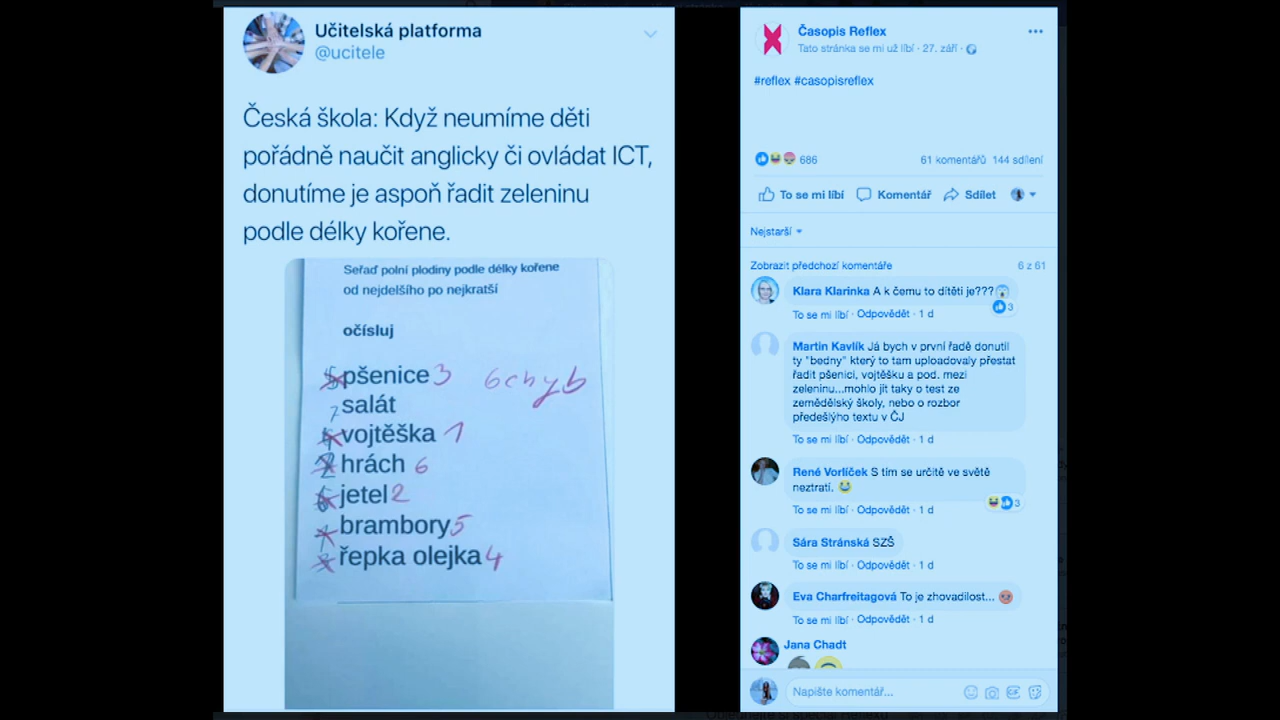 Učitelská platforma
@ucitele
Česká škola: Když neumíme děti
pořádně naučit anglicky či ovládat ICT,
donutíme je aspoň řadit zeleninu
podle délky kořene.
Seřaď polní plodiny podle délky kořene
od nejdelšího po nejkratší
očísluj
pšenice 3 6 chyb
7 salát
vojtěška 1
hrách 6
jetel 2
brambory 5
řepka olejka 4
Časopis Reflex
Tato stránka se mi už líbí · 27. září ·
#reflex #casopisreflex
686 61 komentářů 144 sdílení
To se mi líbí Komentář Sdílet
Nejstarší
Zobrazit předchozí komentáře 6 z 61
Klara Klarinka A k čemu to dítěti je???
3
To se mi líbí · Odpovědět · 1 d
Martin Kavlík Já bych v první řadě donutil
ty "bedny" který to tam uploadovaly přestat
řadit pšenici, vojtěšku a pod. mezi
zeleninu...mohlo jít taky o test ze
zemědělský školy, nebo o rozbor
předešlýho textu v ČJ
To se mi líbí · Odpovědět · 1 d
René Vorlíček S tím se určitě ve světě
neztratí.
3
To se mi líbí · Odpovědět · 1 d
Sára Stránská SZŠ
To se mi líbí · Odpovědět · 1 d
Eva Charfreitagová To je zhovadilost...
To se mi líbí · Odpovědět · 1 d
Jana Chadt
Napište komentář...